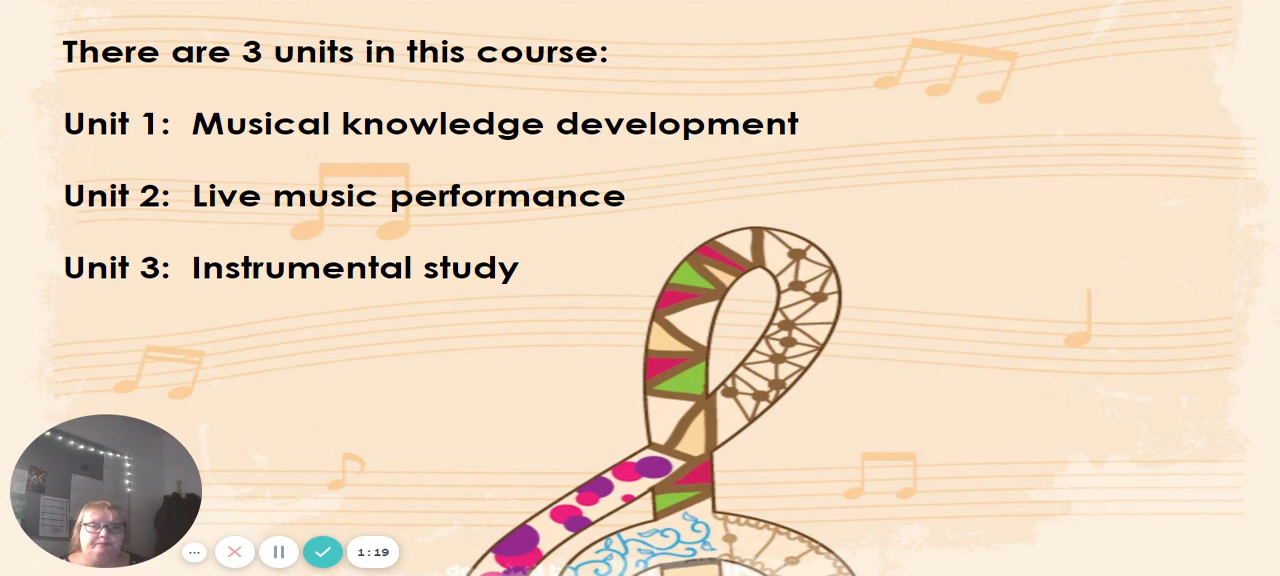 There are 3 units in this course:
Unit 1: Musical knowledge development
Unit 2: Live music performance
Unit 3: Instrumental study
1:19